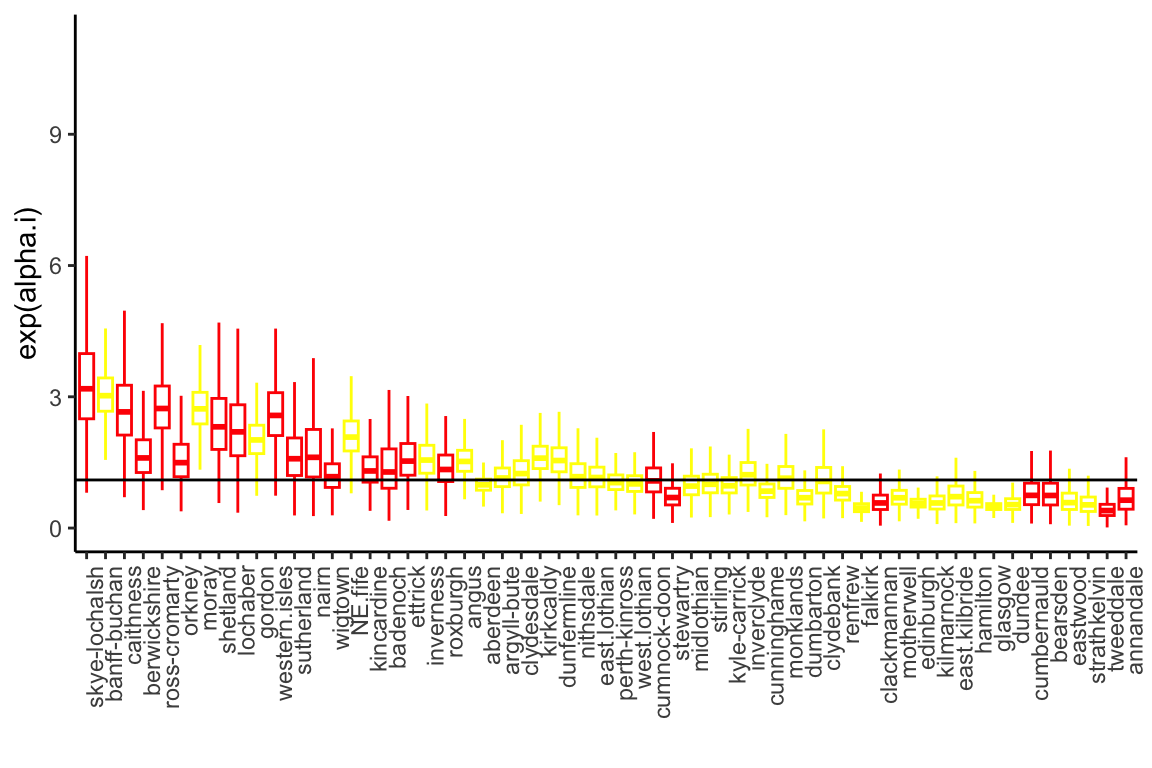 exp(alpha.i)
9
6
3
0
skye-lochalsh
banff-buchan
caithness
berwickshire
ross-cromarty
orkney
moray
shetland
lochaber
gordon
western.isles
sutherland
nairn
wigtown
NE.fife
kincardine
badenoch
ettrick
inverness
roxburgh
angus
aberdeen
argyll-bute
clydesdale
kirkcaldy
dunfermline
nithsdale
east.lothian
perth-kinross
west.lothian
cumnock-doon
stewartry
midlothian
stirling
kyle-carrick
inverclyde
cunninghame
monklands
dumbarton
clydebank
renfrew
falkirk
clackmannan
motherwell
edinburgh
kilmarnock
east.kilbride
hamilton
glasgow
dundee
cumbernauld
bearsden
eastwood
strathkelvin
tweeddale
annandale